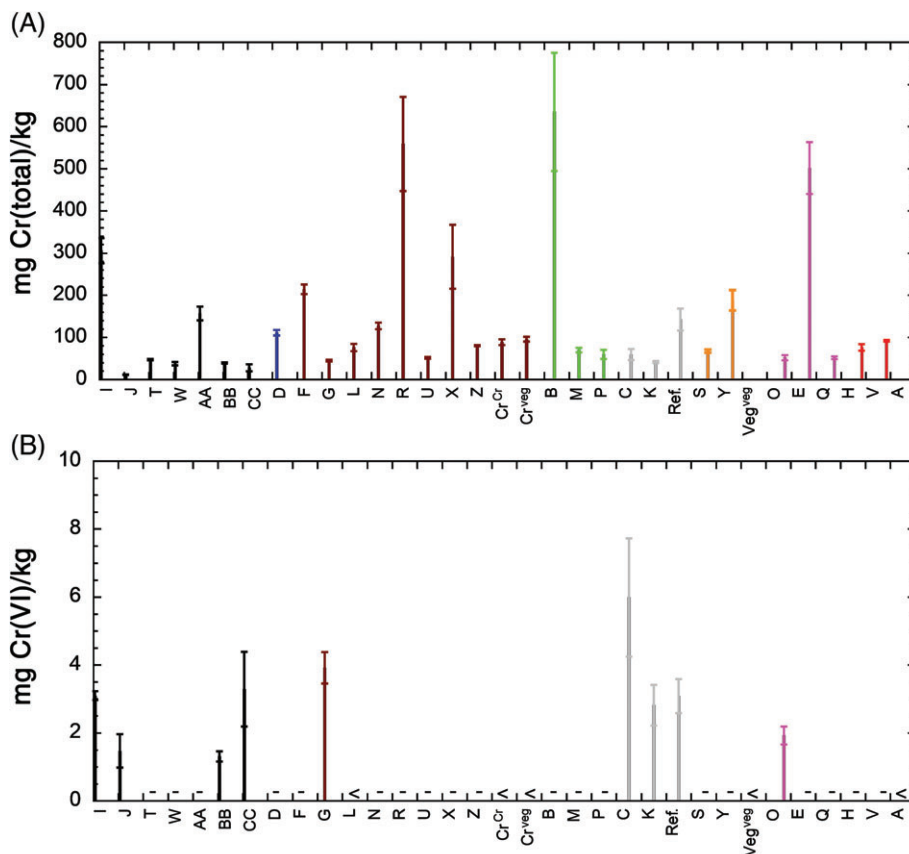 (A)
mg Cr(total)/kg
800
700
600
500
400
300
200
100
0
I J T W AA BB CC D F G L N R U X Z Cr^Cr Cr^veg B M P C K Ref. S Y Veg^veg O E Q H V A
(B)
mg Cr(VI)/kg
10
8
6
4
2
0
- - - - - < - - - - - < < - - - - - < - - - - <
I J T W AA BB CC D F G L N R U X Z Cr^Cr Cr^veg B M P C K Ref. S Y Veg^veg O E Q H V A